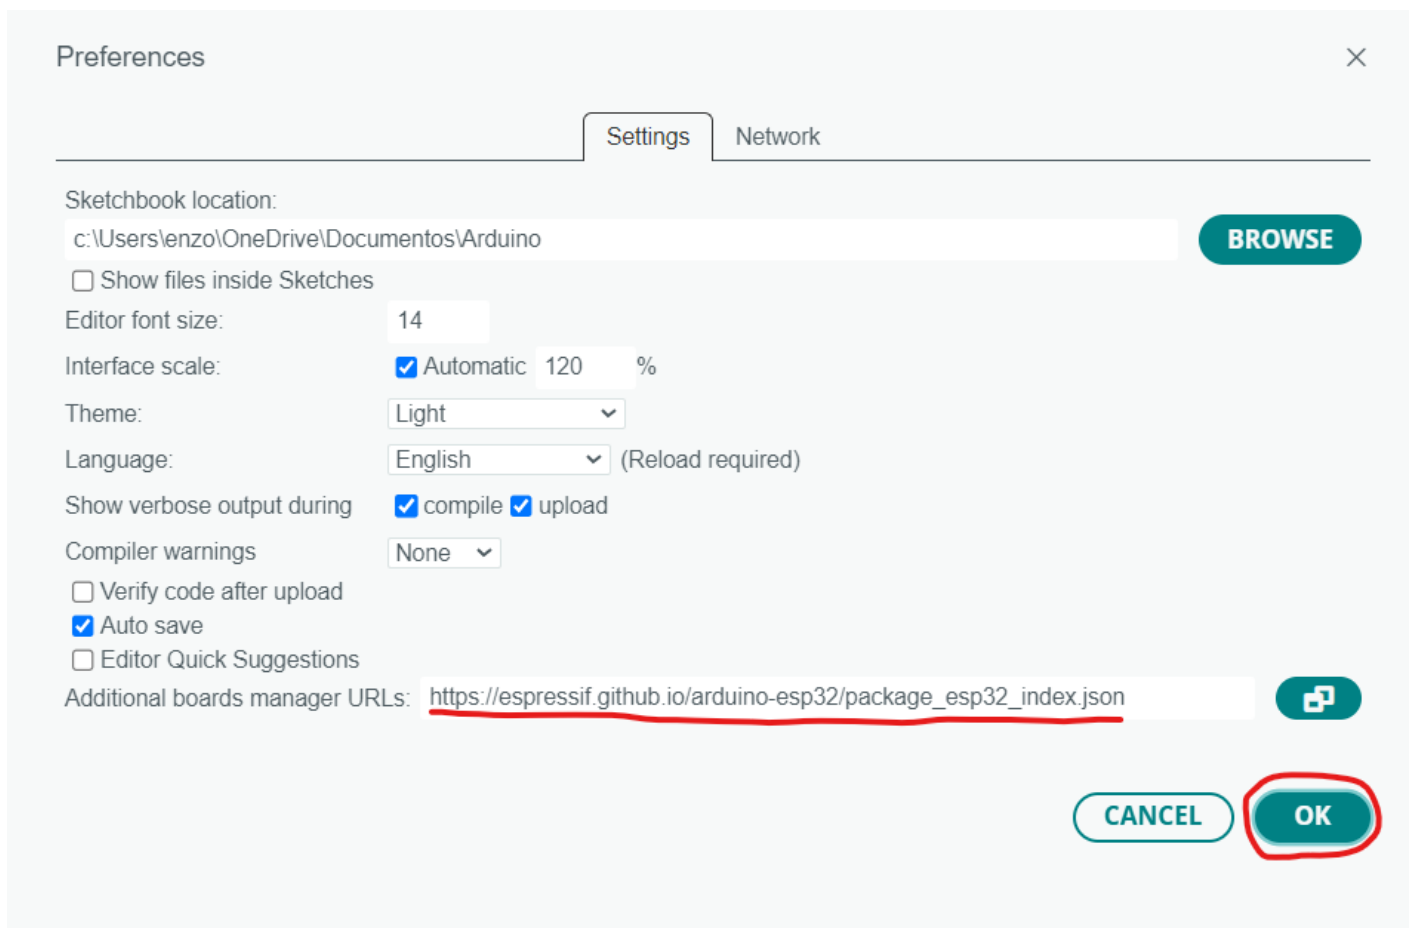 Preferences
Settings Network
Sketchbook location:
c:\Users\enzo\OneDrive\Documentos\Arduino
BROWSE
Show files inside Sketches
Editor font size: 14
Interface scale: Automatic 120 %
Theme: Light
Language: English (Reload required)
Show verbose output during compile upload
Compiler warnings None
Verify code after upload
Auto save
Editor Quick Suggestions
Additional boards manager URLs: https://espressif.github.io/arduino-esp32/package_esp32_index.json
CANCEL OK